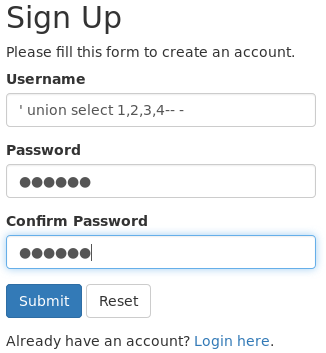 Sign Up
Please fill this form to create an account.
Username
' union select 1,2,3,4-- -
Password
●●●●●●
Confirm Password
●●●●●●
Submit Reset
Already have an account? Login here.